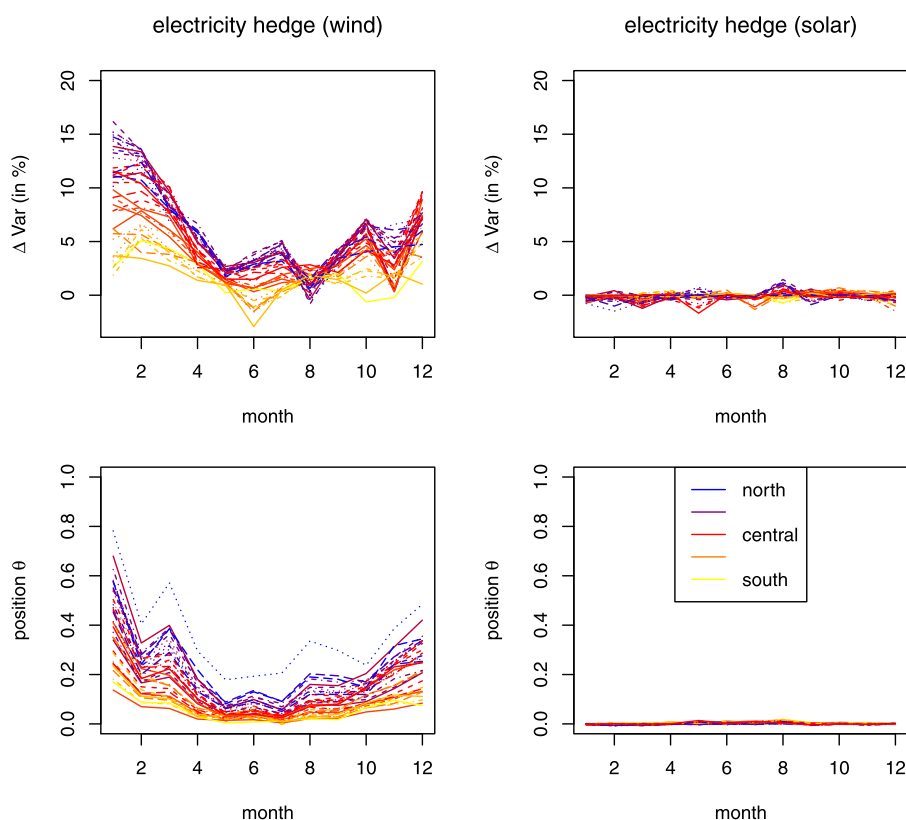 electricity hedge (wind)
Δ Var (in %)
20
15
10
5
0
2 4 6 8 10 12
month
electricity hedge (solar)
Δ Var (in %)
20
15
10
5
0
2 4 6 8 10 12
month
position θ
1.0
0.8
0.6
0.4
0.2
0.0
2 4 6 8 10 12
month
position θ
1.0
0.8
0.6
0.4
0.2
0.0
north
central
south
2 4 6 8 10 12
month